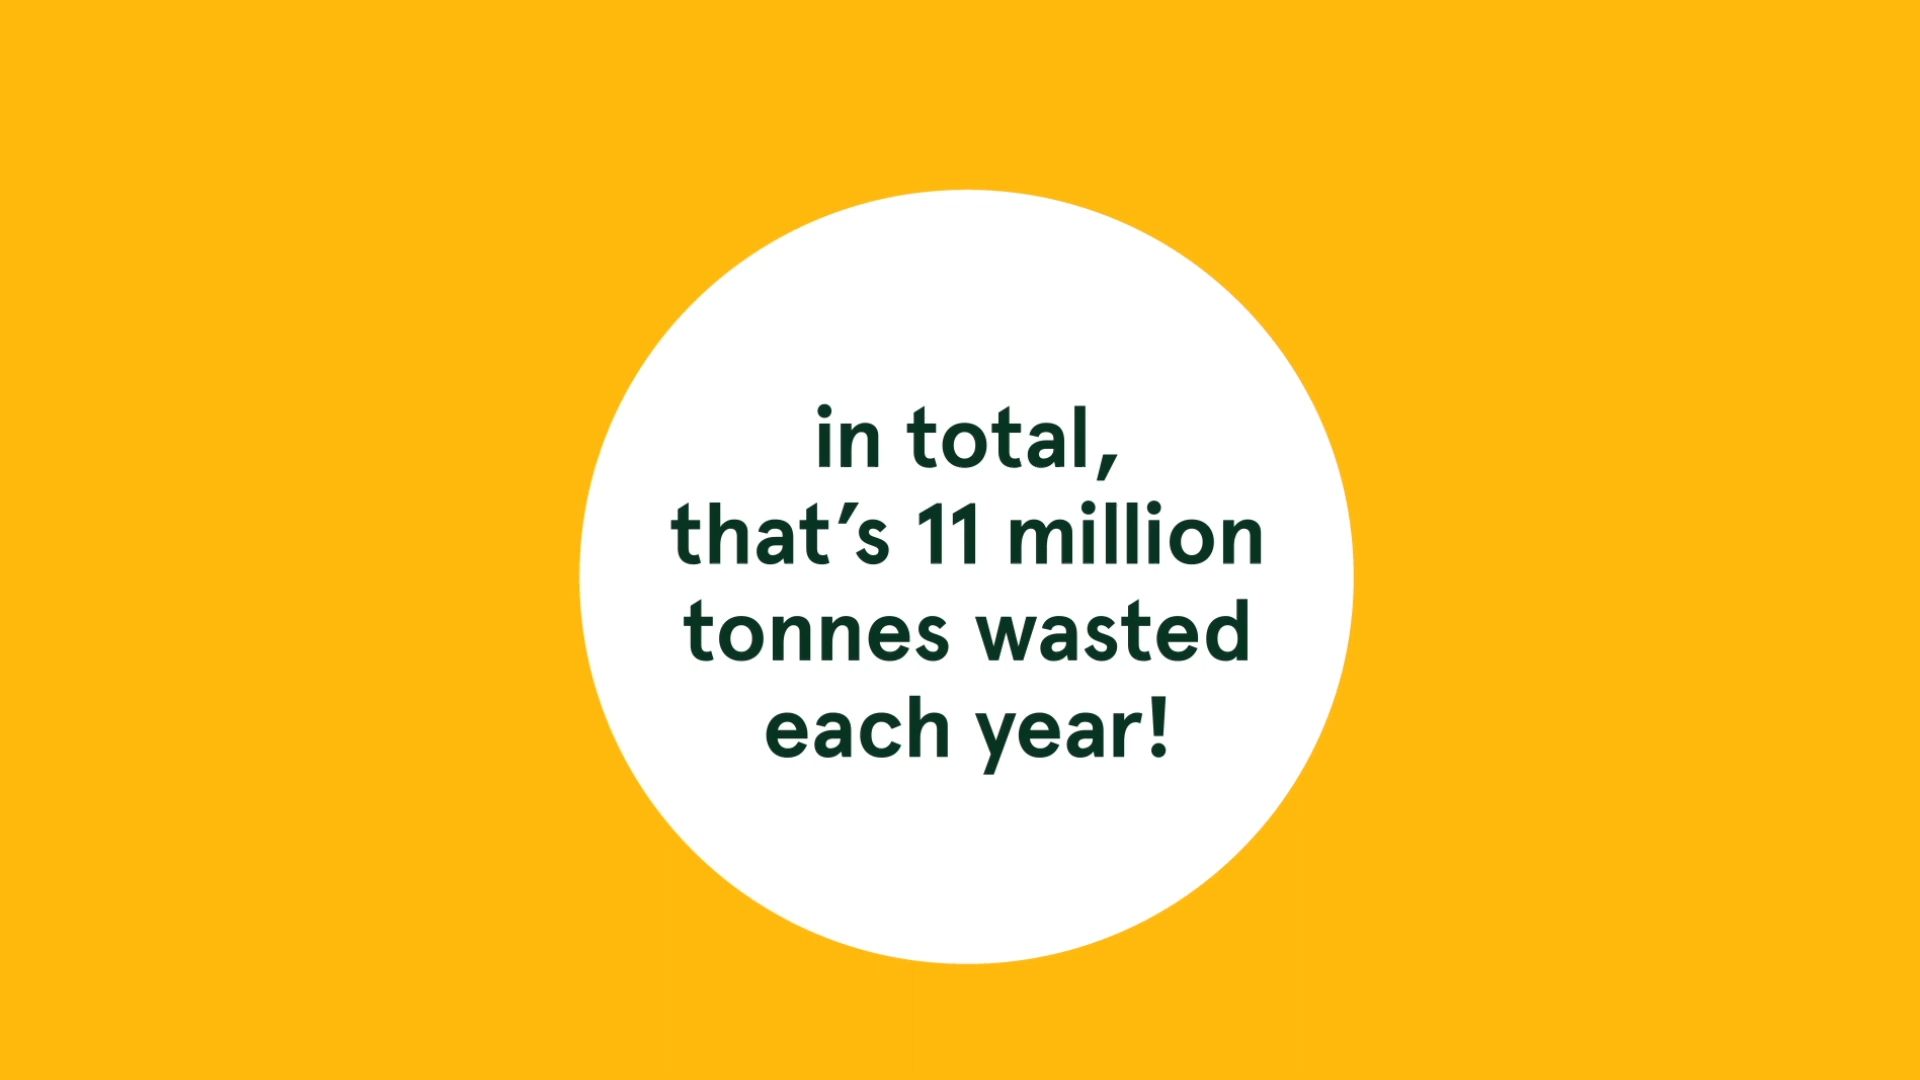 in total,
that’s 11 million
tonnes wasted
each year!